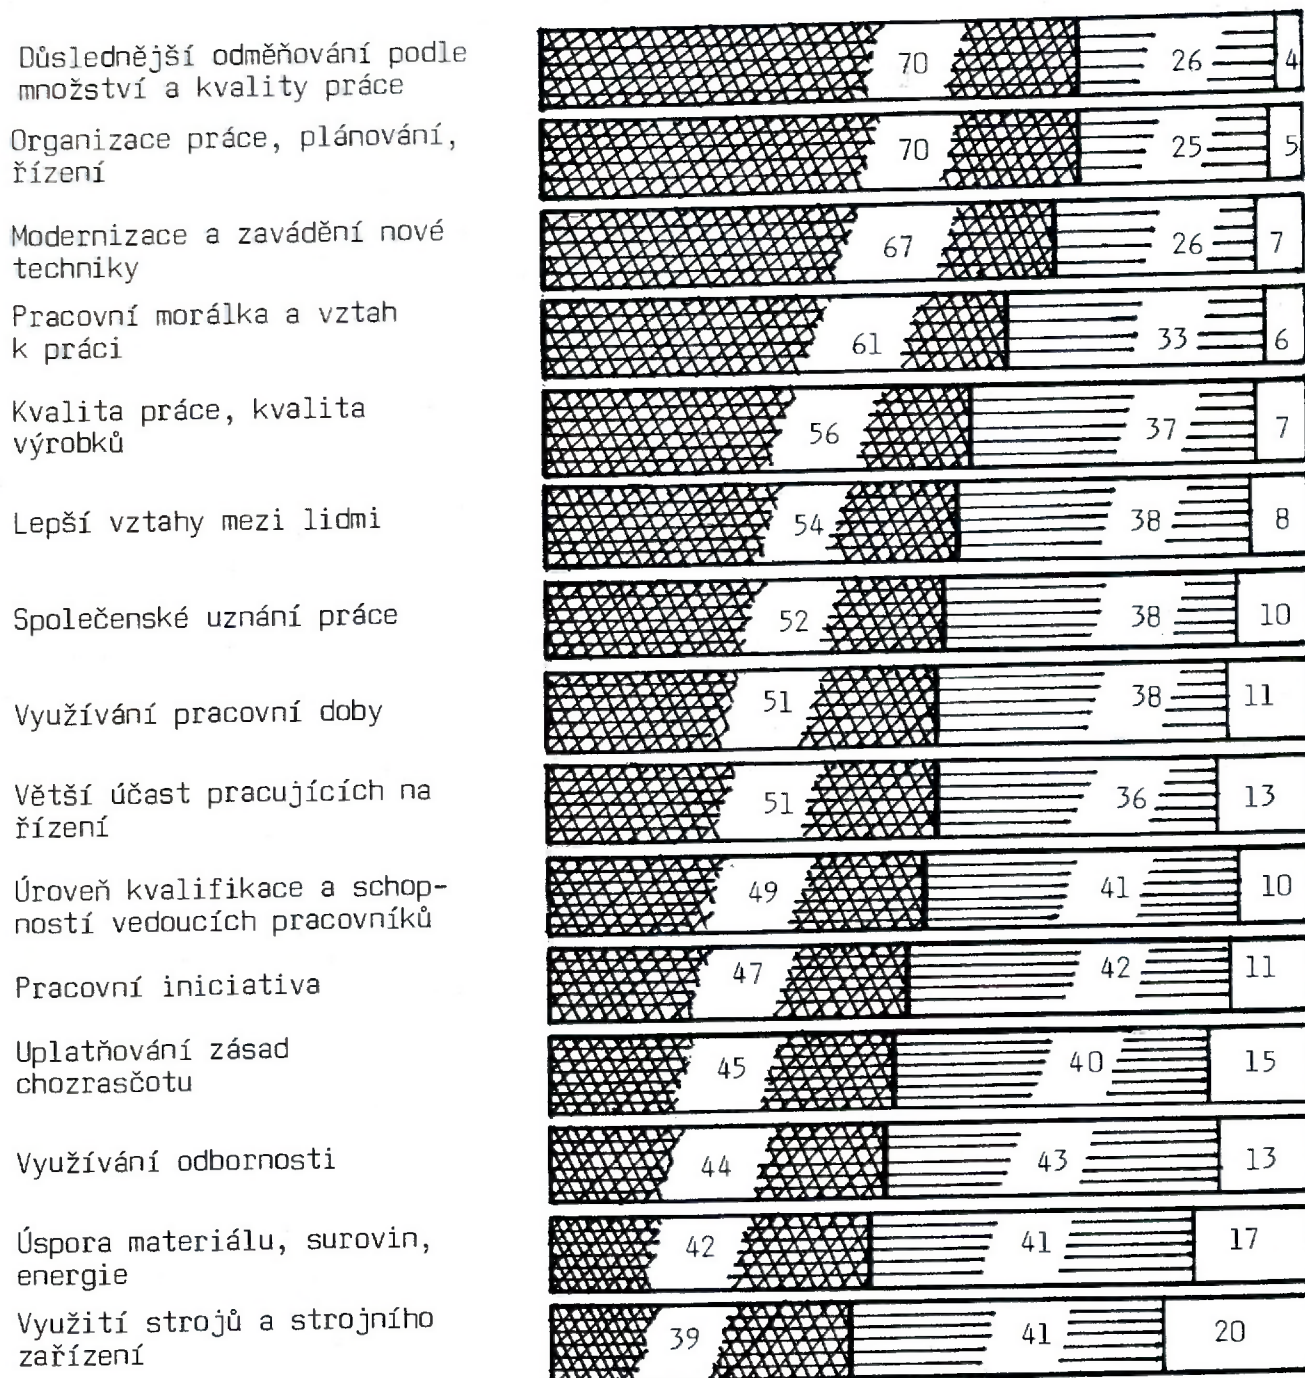 Důslednější odměňování podle
množství a kvality práce
70 26 4
Organizace práce, plánování,
řízení
70 25 5
Modernizace a zavádění nové
techniky
67 26 7
Pracovní morálka a vztah
k práci
61 33 6
Kvalita práce, kvalita
výrobků
56 37 7
Lepší vztahy mezi lidmi
54 38 8
Společenské uznání práce
52 38 10
Využívání pracovní doby
51 38 11
Větší účast pracujících na
řízení
51 36 13
Úroveň kvalifikace a schop-
ností vedoucích pracovníků
49 41 10
Pracovní iniciativa
47 42 11
Uplatňování zásad
chozrasčotu
45 40 15
Využívání odbornosti
44 43 13
Úspora materiálu, surovin,
energie
42 41 17
Využití strojů a strojního
zařízení
39 41 20